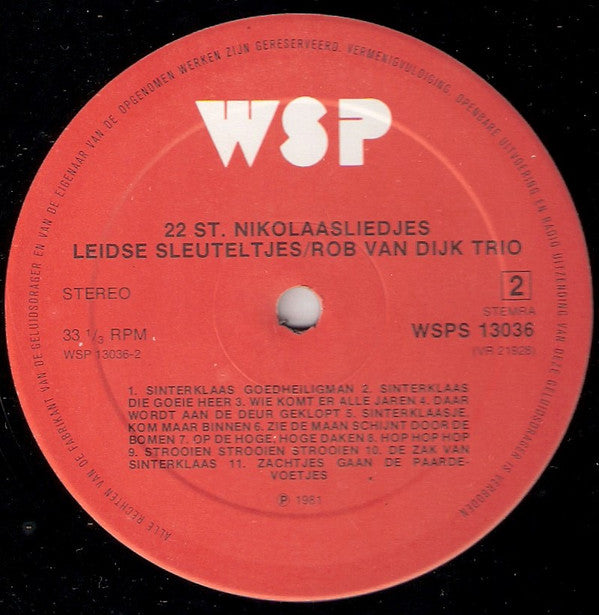 ALLE RECHTEN VAN DE FABRIKANT VAN DE GELUIDSDRAGER EN VAN DE EIGENAAR VAN DE OPGENOMEN WERKEN ZIJN GERESERVEERD. VERMENIGVULDIGING, OPENBARE UITVOERING EN RADIO UITZENDING VAN DEZE GELUIDSDRAGER IS VERBODEN
WSP
22 ST. NIKOLAASLIEDJES
LEIDSE SLEUTELTJES/ROB VAN DIJK TRIO
STEREO
2
STEMRA
33 1/3 RPM
WSPS 13036
WSP 13036-2
(VR 21928)
1. SINTERKLAAS GOEDHEILIGMAN 2. SINTERKLAAS
DIE GOEIE HEER 3. WIE KOMT ER ALLE JAREN 4. DAAR
WORDT AAN DE DEUR GEKLOPT 5. SINTERKLAASJE,
KOM MAAR BINNEN 6. ZIE DE MAAN SCHIJNT DOOR DE
BOMEN 7. OP DE HOGE, HOGE DAKEN 8. HOP HOP HOP
9. STROOIEN STROOIEN STROOIEN 10. DE ZAK VAN
SINTERKLAAS 11. ZACHTJES GAAN DE PAARDE-
VOETJES
℗ 1981